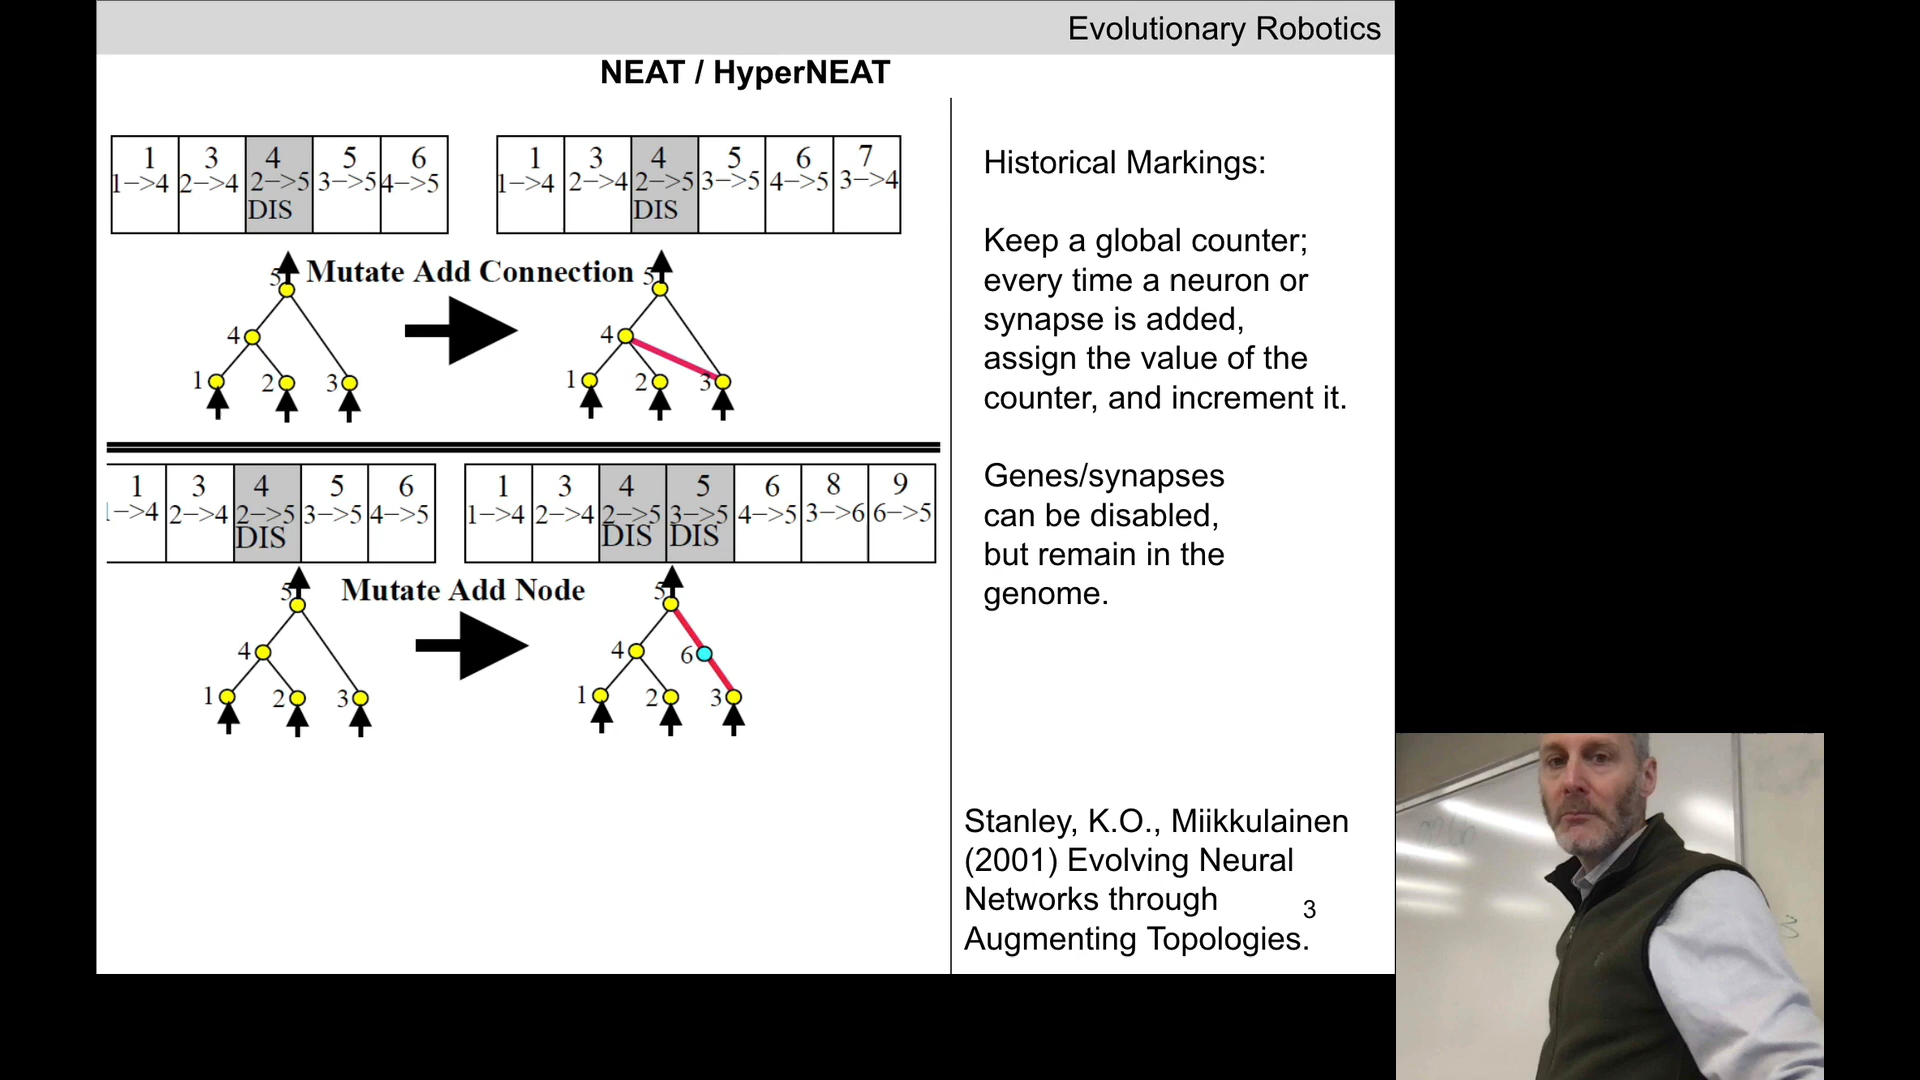 Evolutionary Robotics
NEAT / HyperNEAT
1 3 4 5 6
1->4 2->4 2->5 3->5 4->5
DIS
1 3 4 5 6 7
1->4 2->4 2->5 3->5 4->5 3->4
DIS
Mutate Add Connection
5
4
1 2 3
5
4
1 2 3
1 3 4 5 6
->4 2->4 2->5 3->5 4->5
DIS
1 3 4 5 6 8 9
1->4 2->4 2->5 3->5 4->5 3->6 6->5
DIS DIS
Mutate Add Node
5
4
1 2 3
5
4 6
1 2 3
Historical Markings:
Keep a global counter;
every time a neuron or
synapse is added,
assign the value of the
counter, and increment it.
Genes/synapses
can be disabled,
but remain in the
genome.
Stanley, K.O., Miikkulainen
(2001) Evolving Neural
Networks through
Augmenting Topologies.
3